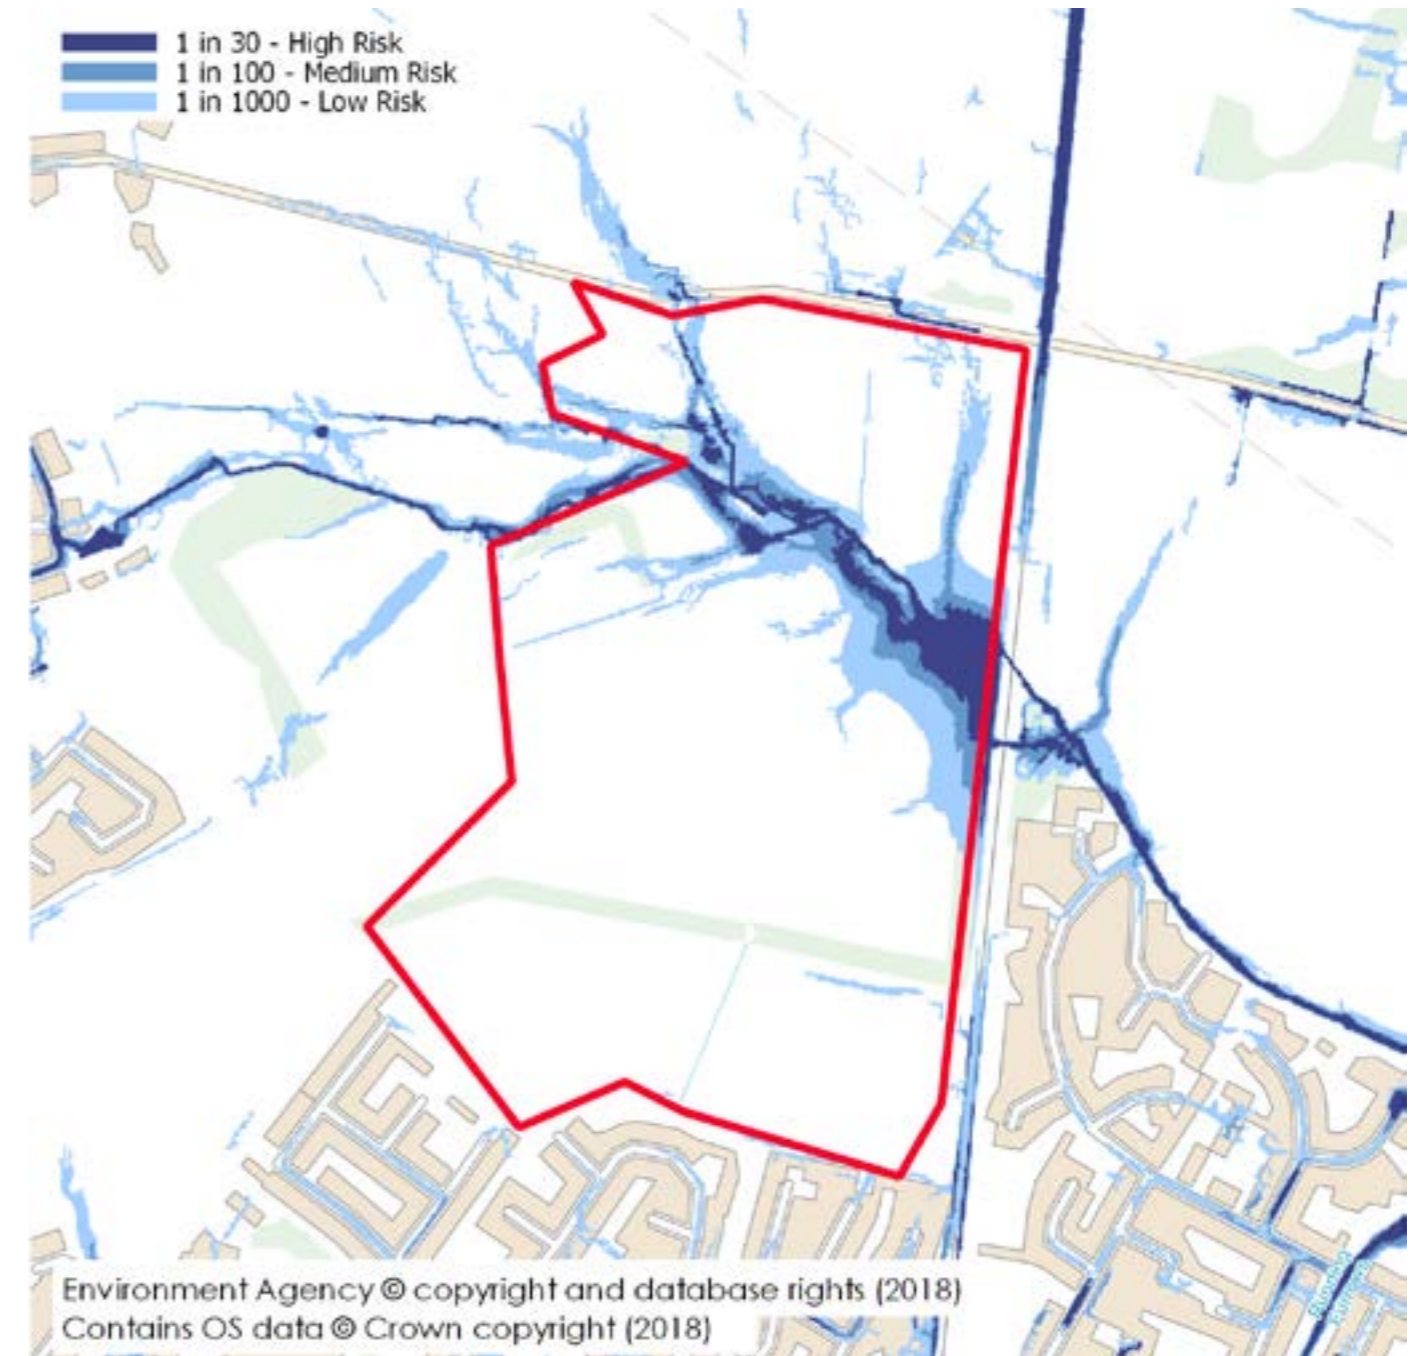 1 in 30 - High Risk
1 in 100 - Medium Risk
1 in 1000 - Low Risk
Environment Agency © copyright and database rights (2018)
Contains OS data © Crown copyright (2018)